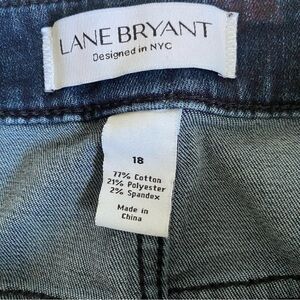 LANE BRYANT
Designed in NYC
18
77% Cotton
21% Polyester
2% Spandex
Made in
China